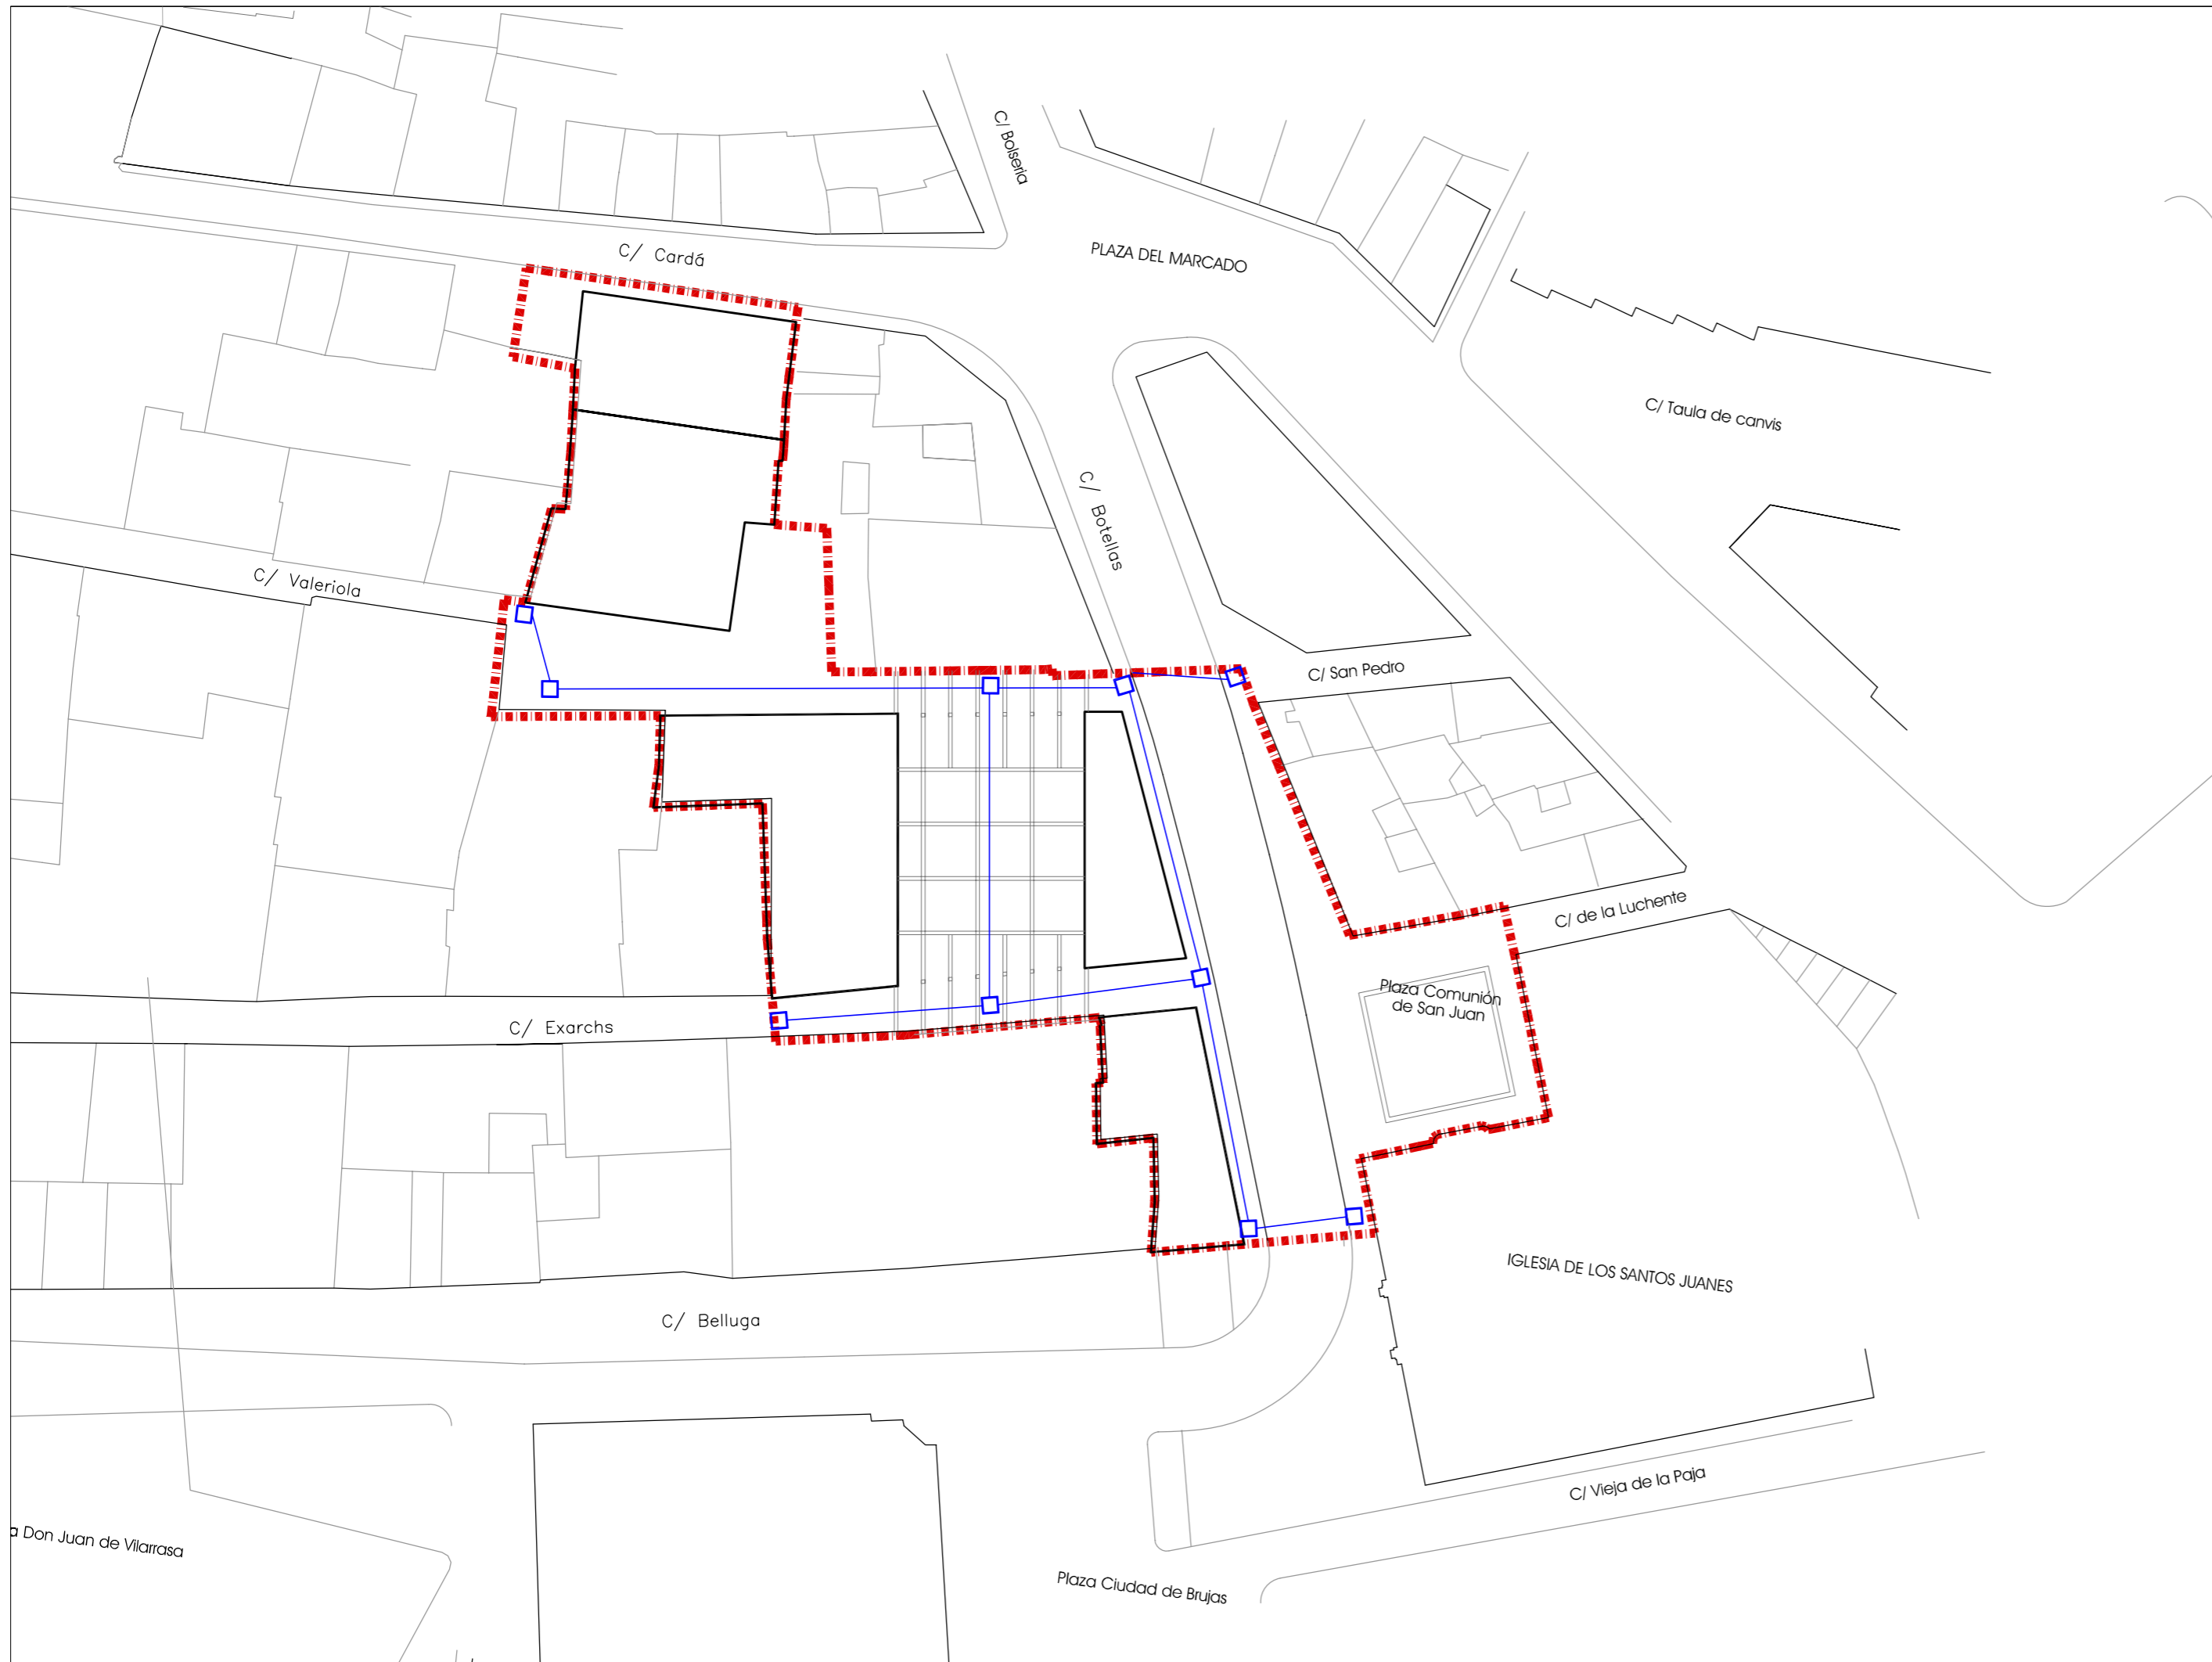 C/ Bolseria
C/ Cardá
PLAZA DEL MARCADO
C/ Taula de canvis
C/ Botellas
C/ Valeriola
C/ San Pedro
C/ de la Luchente
Plaza Comunión
de San Juan
C/ Exarchs
IGLESIA DE LOS SANTOS JUANES
C/ Belluga
C/ Vieja de la Paja
a Don Juan de Vilarrasa
Plaza Ciudad de Brujas